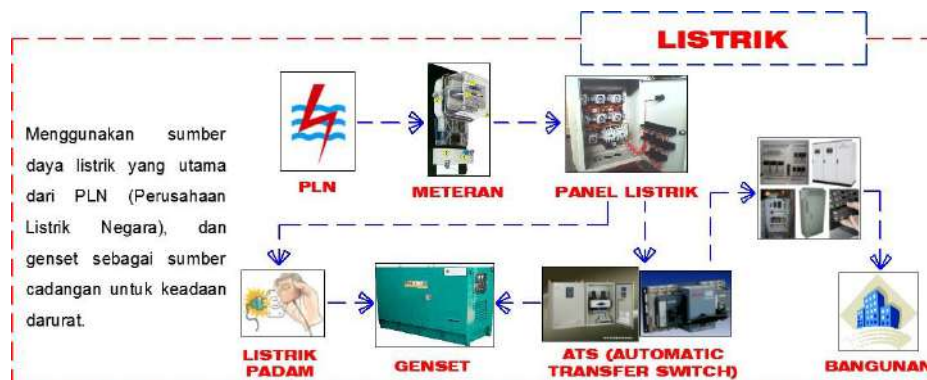 LISTRIK
Menggunakan sumber
daya listrik yang utama
dari PLN (Perusahaan
Listrik Negara), dan
genset sebagai sumber
cadangan untuk keadaan
darurat.
PLN
METERAN
PANEL LISTRIK
LISTRIK
PADAM
GENSET
ATS (AUTOMATIC
TRANSFER SWITCH)
BANGUNAN